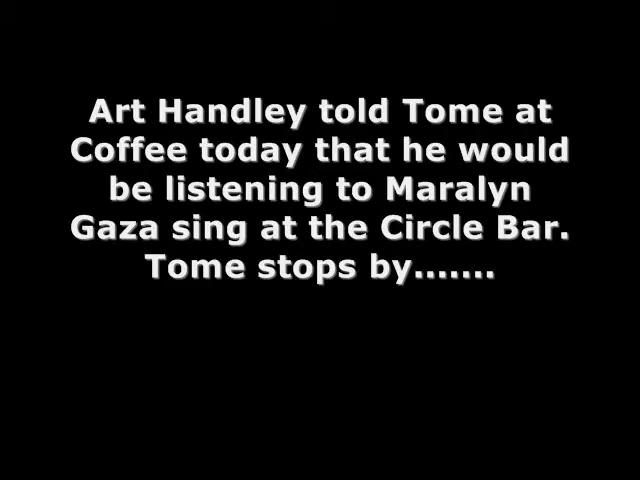 Art Handley told Tome at
Coffee today that he would
be listening to Maralyn
Gaza sing at the Circle Bar.
Tome stops by.......